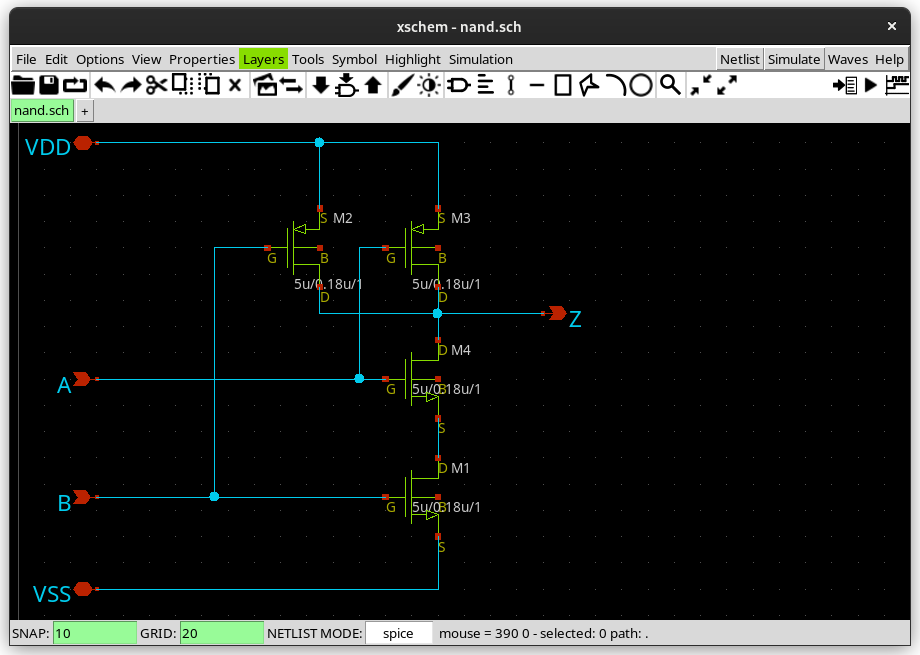 xschem - nand.sch
File Edit Options View Properties Layers Tools Symbol Highlight Simulation Netlist Simulate Waves Help
nand.sch +
VDD
S M2 S M3
G B G B
5u/0.18u/1 5u/0.18u/1
D D
Z
D M4
A G 5u/0.18u/1 B
S
D M1
B G 5u/0.18u/1 B
S
VSS
SNAP: 10 GRID: 20 NETLIST MODE: spice mouse = 390 0 - selected: 0 path: .